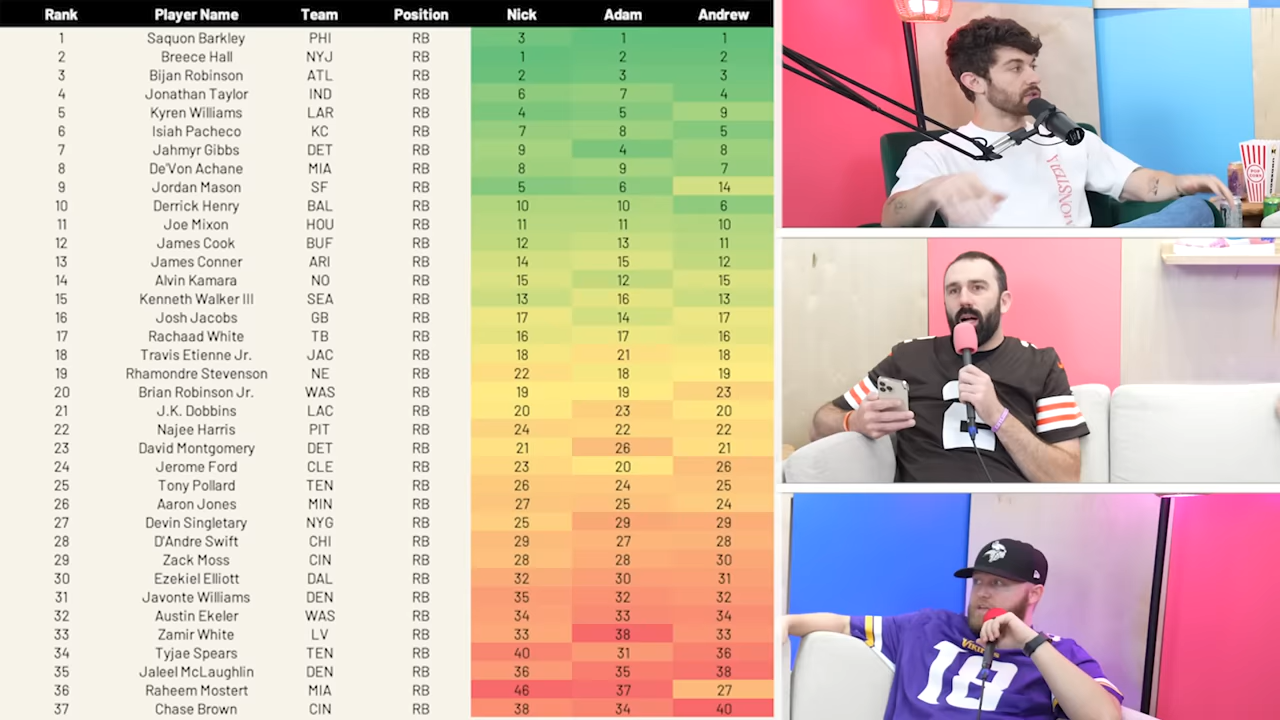 Rank Player Name Team Position Nick Adam Andrew
1 Saquon Barkley PHI RB 3 1 1
2 Breece Hall NYJ RB 1 2 2
3 Bijan Robinson ATL RB 2 3 3
4 Jonathan Taylor IND RB 6 7 4
5 Kyren Williams LAR RB 4 5 9
6 Isiah Pacheco KC RB 7 8 5
7 Jahmyr Gibbs DET RB 9 4 8
8 De'Von Achane MIA RB 8 9 7
9 Jordan Mason SF RB 5 6 14
10 Derrick Henry BAL RB 10 10 6
11 Joe Mixon HOU RB 11 11 10
12 James Cook BUF RB 12 13 11
13 James Conner ARI RB 14 15 12
14 Alvin Kamara NO RB 15 12 15
15 Kenneth Walker III SEA RB 13 16 13
16 Josh Jacobs GB RB 17 14 17
17 Rachaad White TB RB 16 17 16
18 Travis Etienne Jr. JAC RB 18 21 18
19 Rhamondre Stevenson NE RB 22 18 19
20 Brian Robinson Jr. WAS RB 19 19 23
21 J.K. Dobbins LAC RB 20 23 20
22 Najee Harris PIT RB 24 22 22
23 David Montgomery DET RB 21 26 21
24 Jerome Ford CLE RB 23 20 26
25 Tony Pollard TEN RB 26 24 25
26 Aaron Jones MIN RB 27 25 24
27 Devin Singletary NYG RB 25 29 29
28 D'Andre Swift CHI RB 29 27 28
29 Zack Moss CIN RB 28 28 30
30 Ezekiel Elliott DAL RB 32 30 31
31 Javonte Williams DEN RB 35 32 32
32 Austin Ekeler WAS RB 34 33 34
33 Zamir White LV RB 33 38 33
34 Tyjae Spears TEN RB 40 31 36
35 Jaleel McLaughlin DEN RB 36 35 38
36 Raheem Mostert MIA RB 46 37 27
37 Chase Brown CIN RB 38 34 40
POP CORN
2
VIKINGS
18